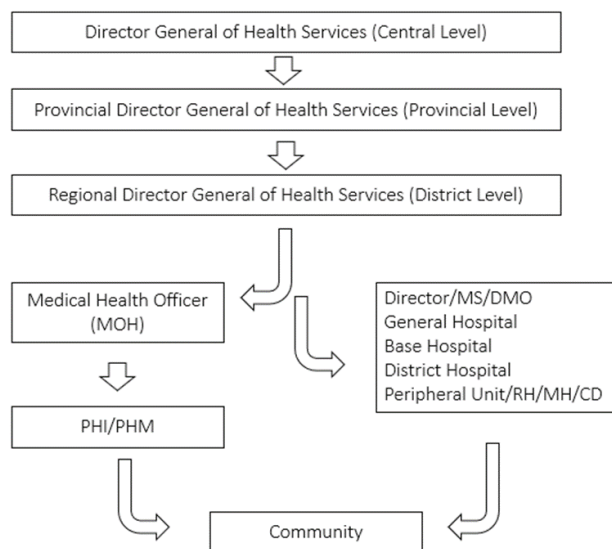 Director General of Health Services (Central Level)
Provincial Director General of Health Services (Provincial Level)
Regional Director General of Health Services (District Level)
Medical Health Officer
(MOH)
Director/MS/DMO
General Hospital
Base Hospital
District Hospital
Peripheral Unit/RH/MH/CD
PHI/PHM
Community